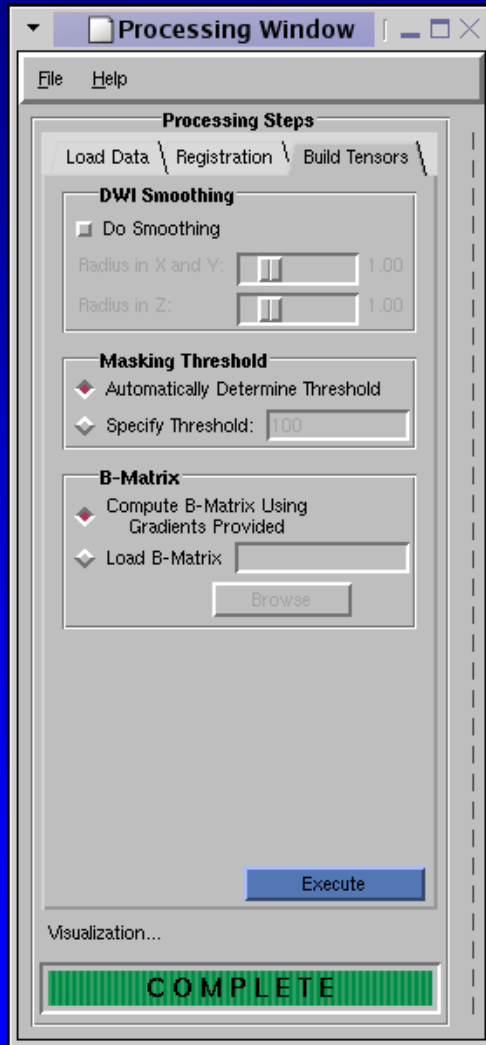 Processing Window
File Help
Processing Steps
Load Data Registration Build Tensors
DWI Smoothing
Do Smoothing
Radius in X and Y: 1.00
Radius in Z: 1.00
Masking Threshold
Automatically Determine Threshold
Specify Threshold: 100
B-Matrix
Compute B-Matrix Using
Gradients Provided
Load B-Matrix
Browse
Execute
Visualization...
COMPLETE